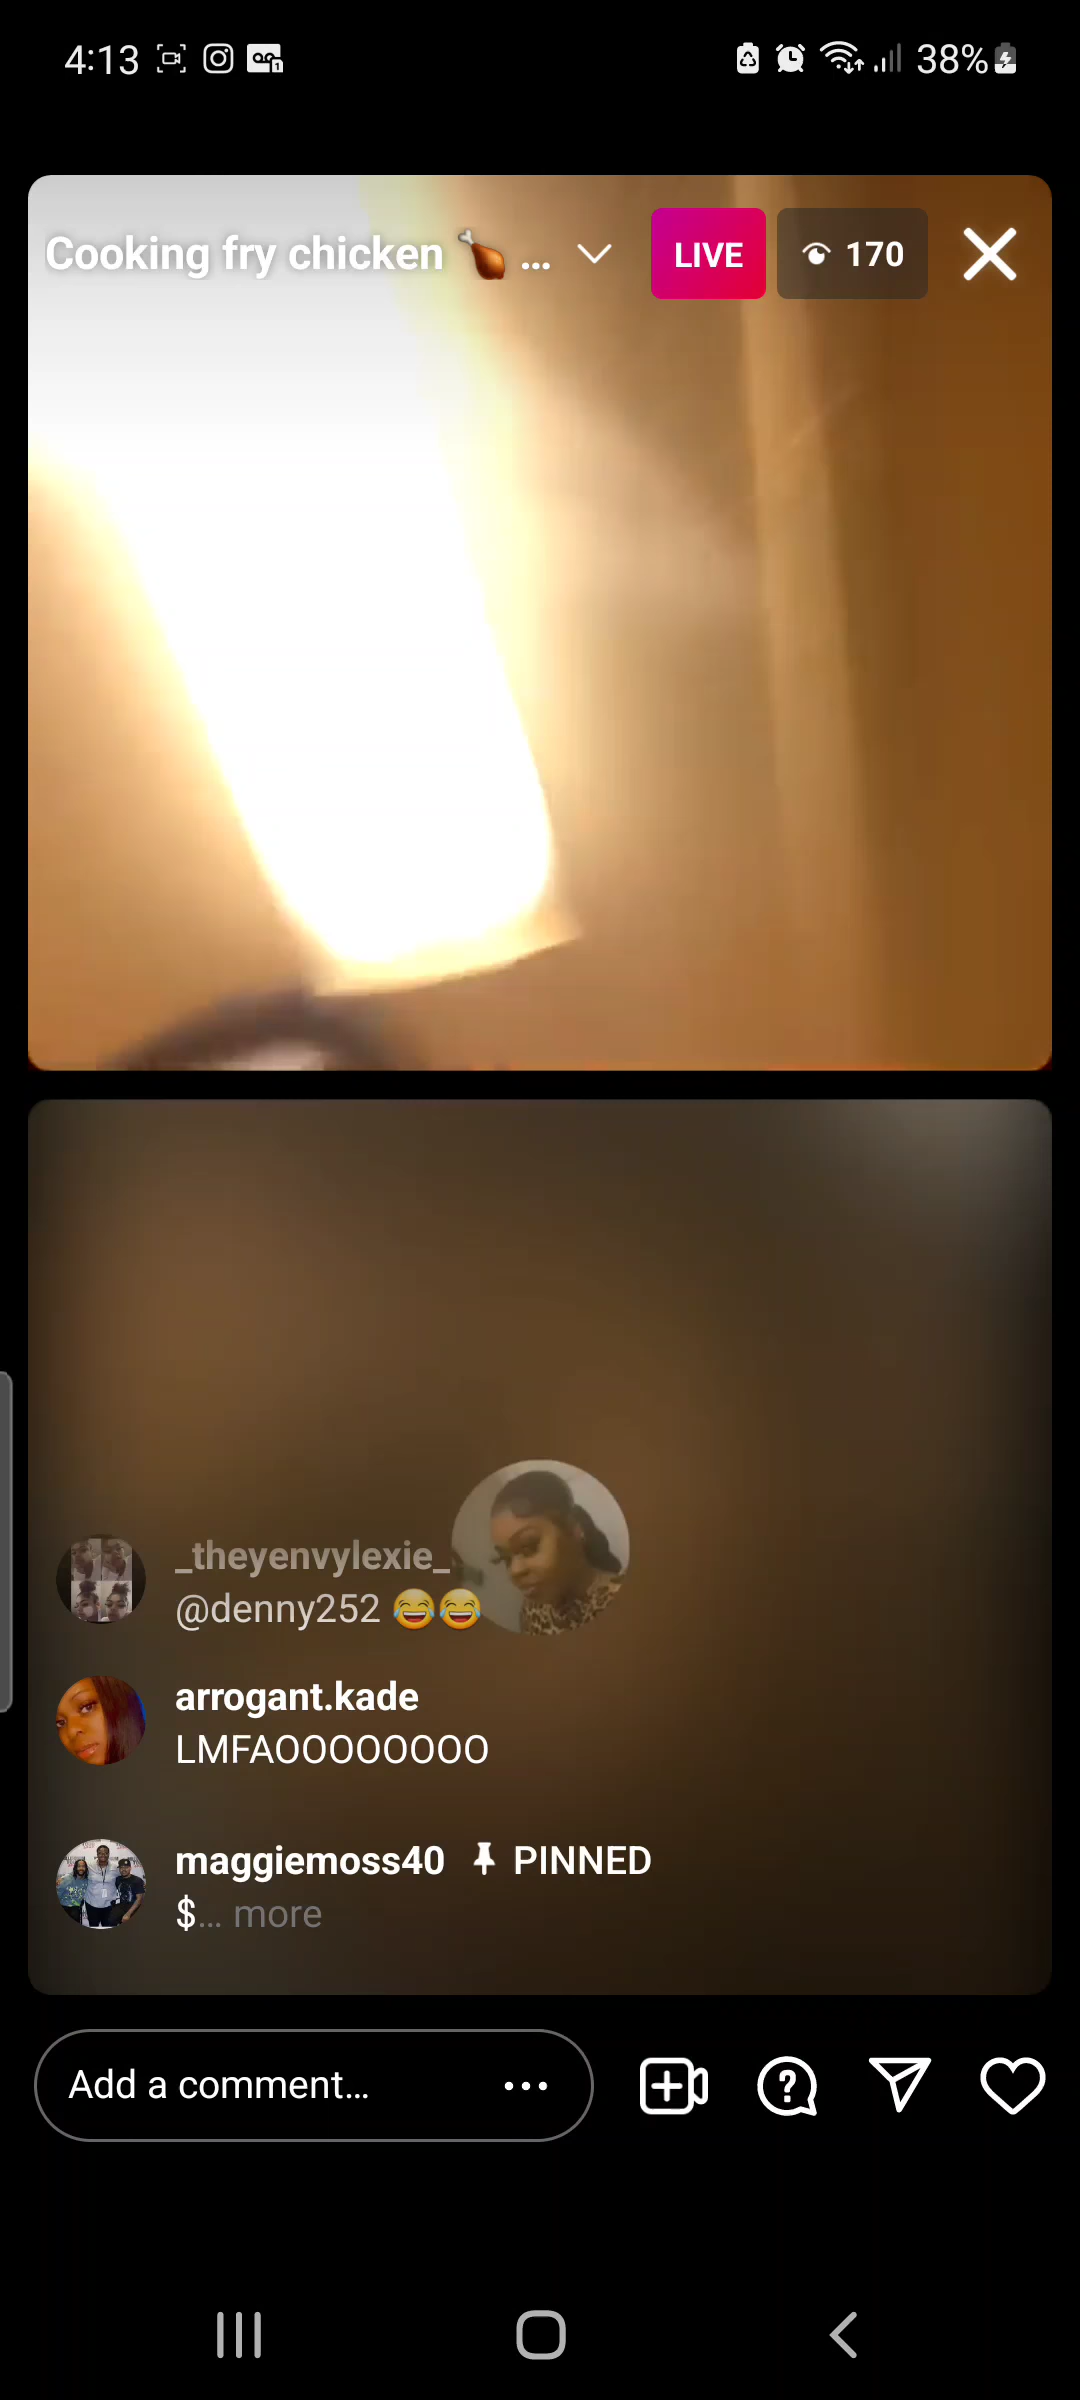 4:13
38%
Cooking fry chicken 🍗 ...
LIVE
170
_theyenvylexie_
@denny252 😂😂
arrogant.kade
LMFAOOOOOOOO
maggiemoss40 PINNED
$... more
Add a comment...